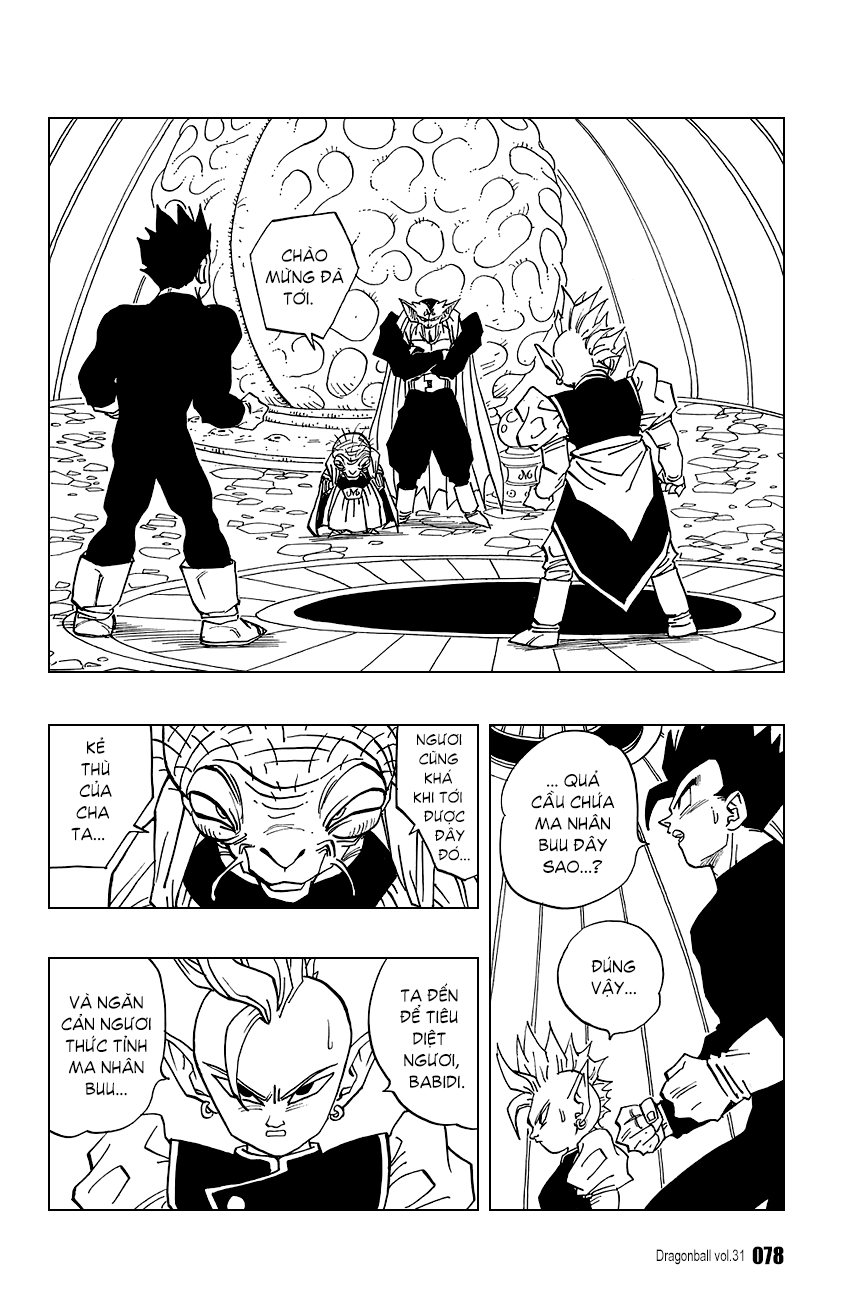 CHÀO
MỪNG ĐÃ
TỚI.
... QUẢ
CẦU CHỨA
MA NHÂN
BUU ĐÂY
SAO...?
ĐÚNG
VẬY...
NGƯƠI
CŨNG
KHÁ
KHI TỚI
ĐƯỢC
ĐÂY
ĐÓ...
KẺ
THÙ
CỦA
CHA
TA...
TA ĐẾN
ĐỂ TIÊU
DIỆT
NGƯƠI,
BABIDI.
VÀ NGĂN
CẢN NGƯƠI
THỨC TỈNH
MA NHÂN
BUU...
Dragonball vol.31 078